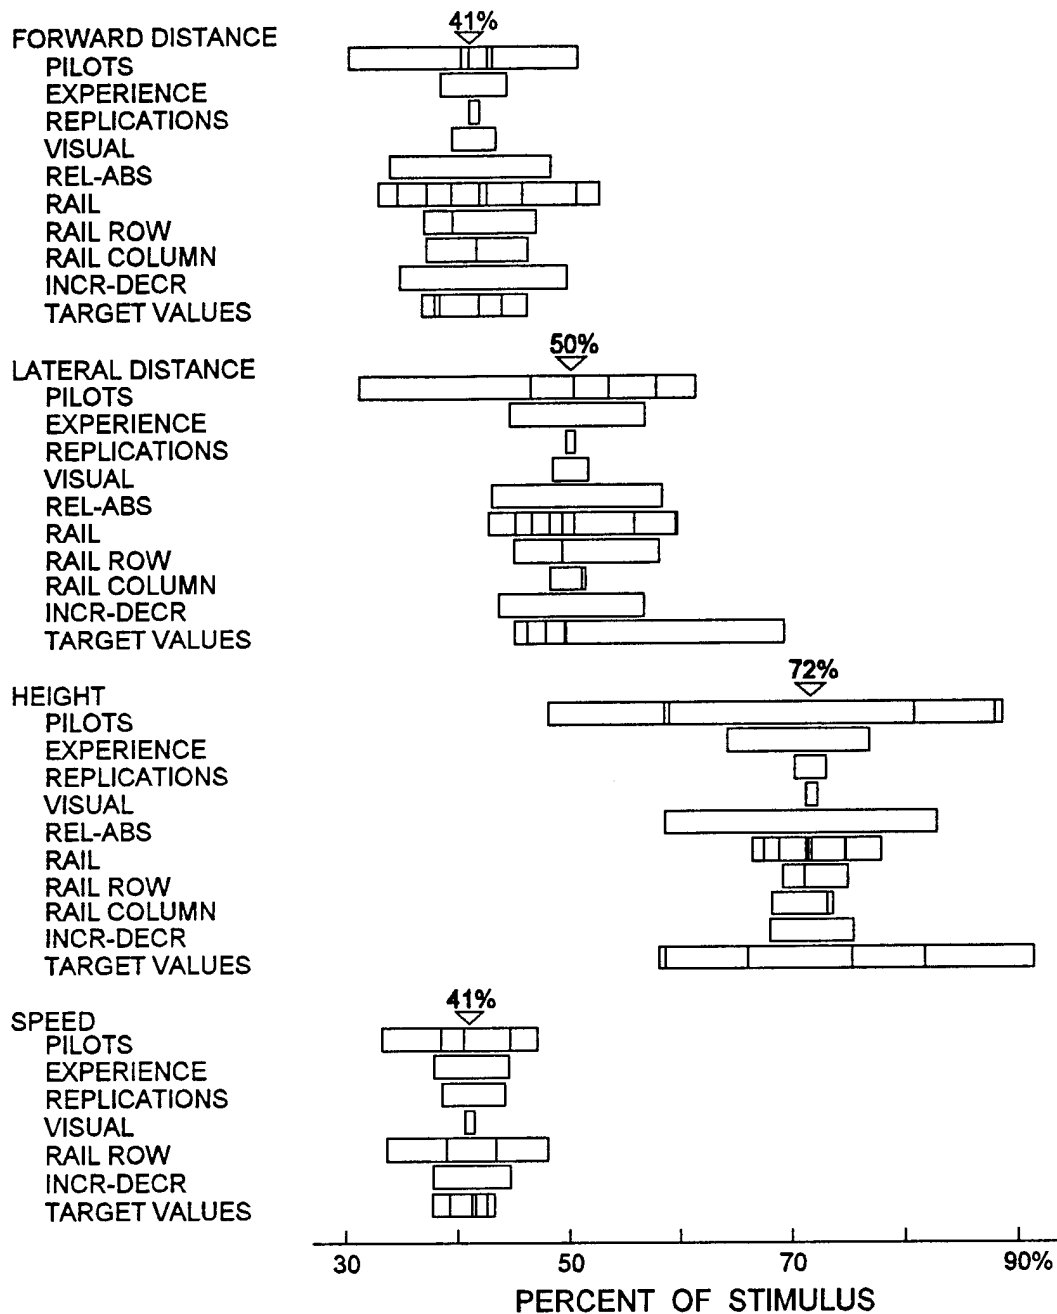 41%
FORWARD DISTANCE
PILOTS
EXPERIENCE
REPLICATIONS
VISUAL
REL-ABS
RAIL
RAIL ROW
RAIL COLUMN
INCR-DECR
TARGET VALUES
50%
LATERAL DISTANCE
PILOTS
EXPERIENCE
REPLICATIONS
VISUAL
REL-ABS
RAIL
RAIL ROW
RAIL COLUMN
INCR-DECR
TARGET VALUES
72%
HEIGHT
PILOTS
EXPERIENCE
REPLICATIONS
VISUAL
REL-ABS
RAIL
RAIL ROW
RAIL COLUMN
INCR-DECR
TARGET VALUES
41%
SPEED
PILOTS
EXPERIENCE
REPLICATIONS
VISUAL
RAIL ROW
INCR-DECR
TARGET VALUES
30 50 70 90%
PERCENT OF STIMULUS